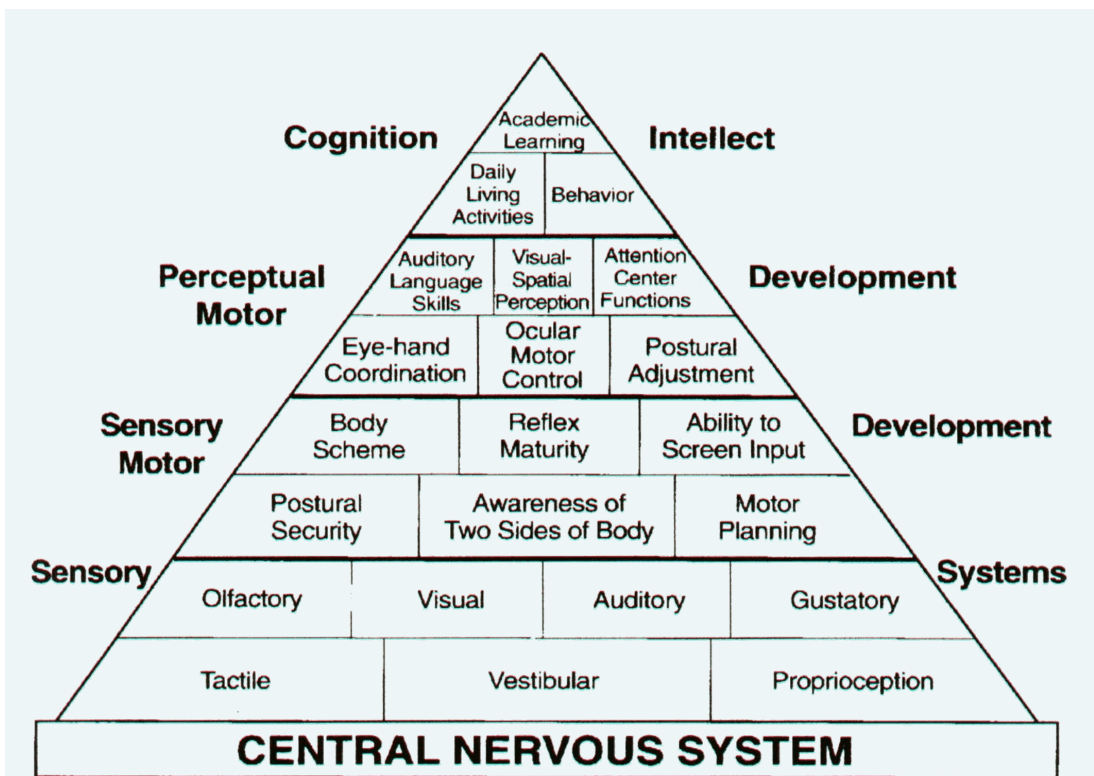 Cognition
Academic
Learning
Intellect
Daily
Living
Activities
Behavior
Perceptual
Motor
Auditory
Language
Skills
Visual-
Spatial
Perception
Attention
Center
Functions
Development
Eye-hand
Coordination
Ocular
Motor
Control
Postural
Adjustment
Sensory
Motor
Body
Scheme
Reflex
Maturity
Ability to
Screen Input
Development
Postural
Security
Awareness of
Two Sides of Body
Motor
Planning
Sensory
Olfactory
Visual
Auditory
Gustatory
Systems
Tactile
Vestibular
Proprioception
CENTRAL NERVOUS SYSTEM